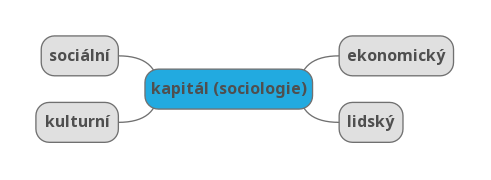 sociální
ekonomický
kapitál (sociologie)
kulturní
lidský